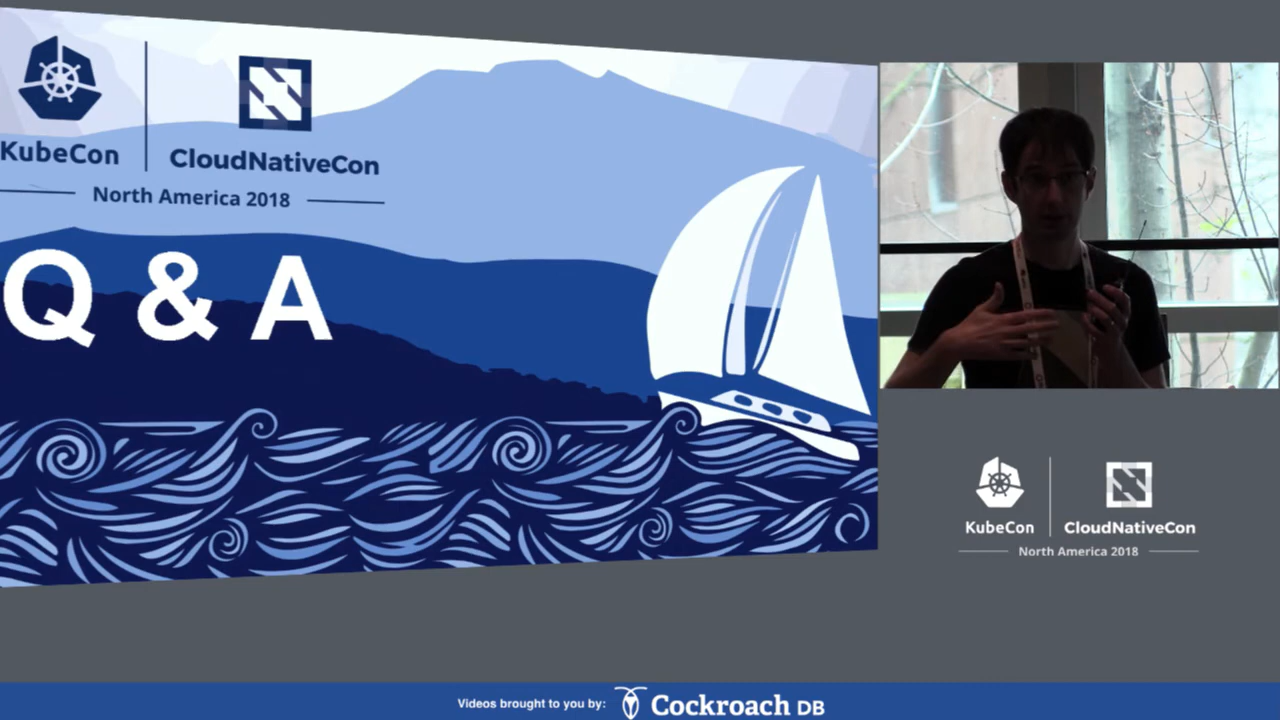 KubeCon
CloudNativeCon
North America 2018
Q & A
KubeCon
CloudNativeCon
North America 2018
Videos brought to you by:
Cockroach DB